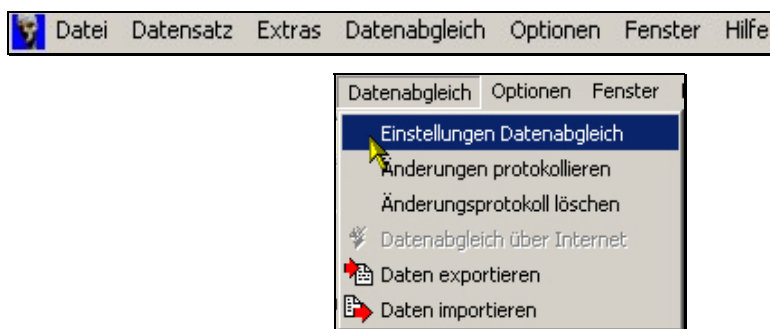 Datei Datensatz Extras Datenabgleich Optionen Fenster Hilfe
Datenabgleich Optionen Fenster
Einstellungen Datenabgleich
Änderungen protokollieren
Änderungsprotokoll löschen
Datenabgleich über Internet
Daten exportieren
Daten importieren